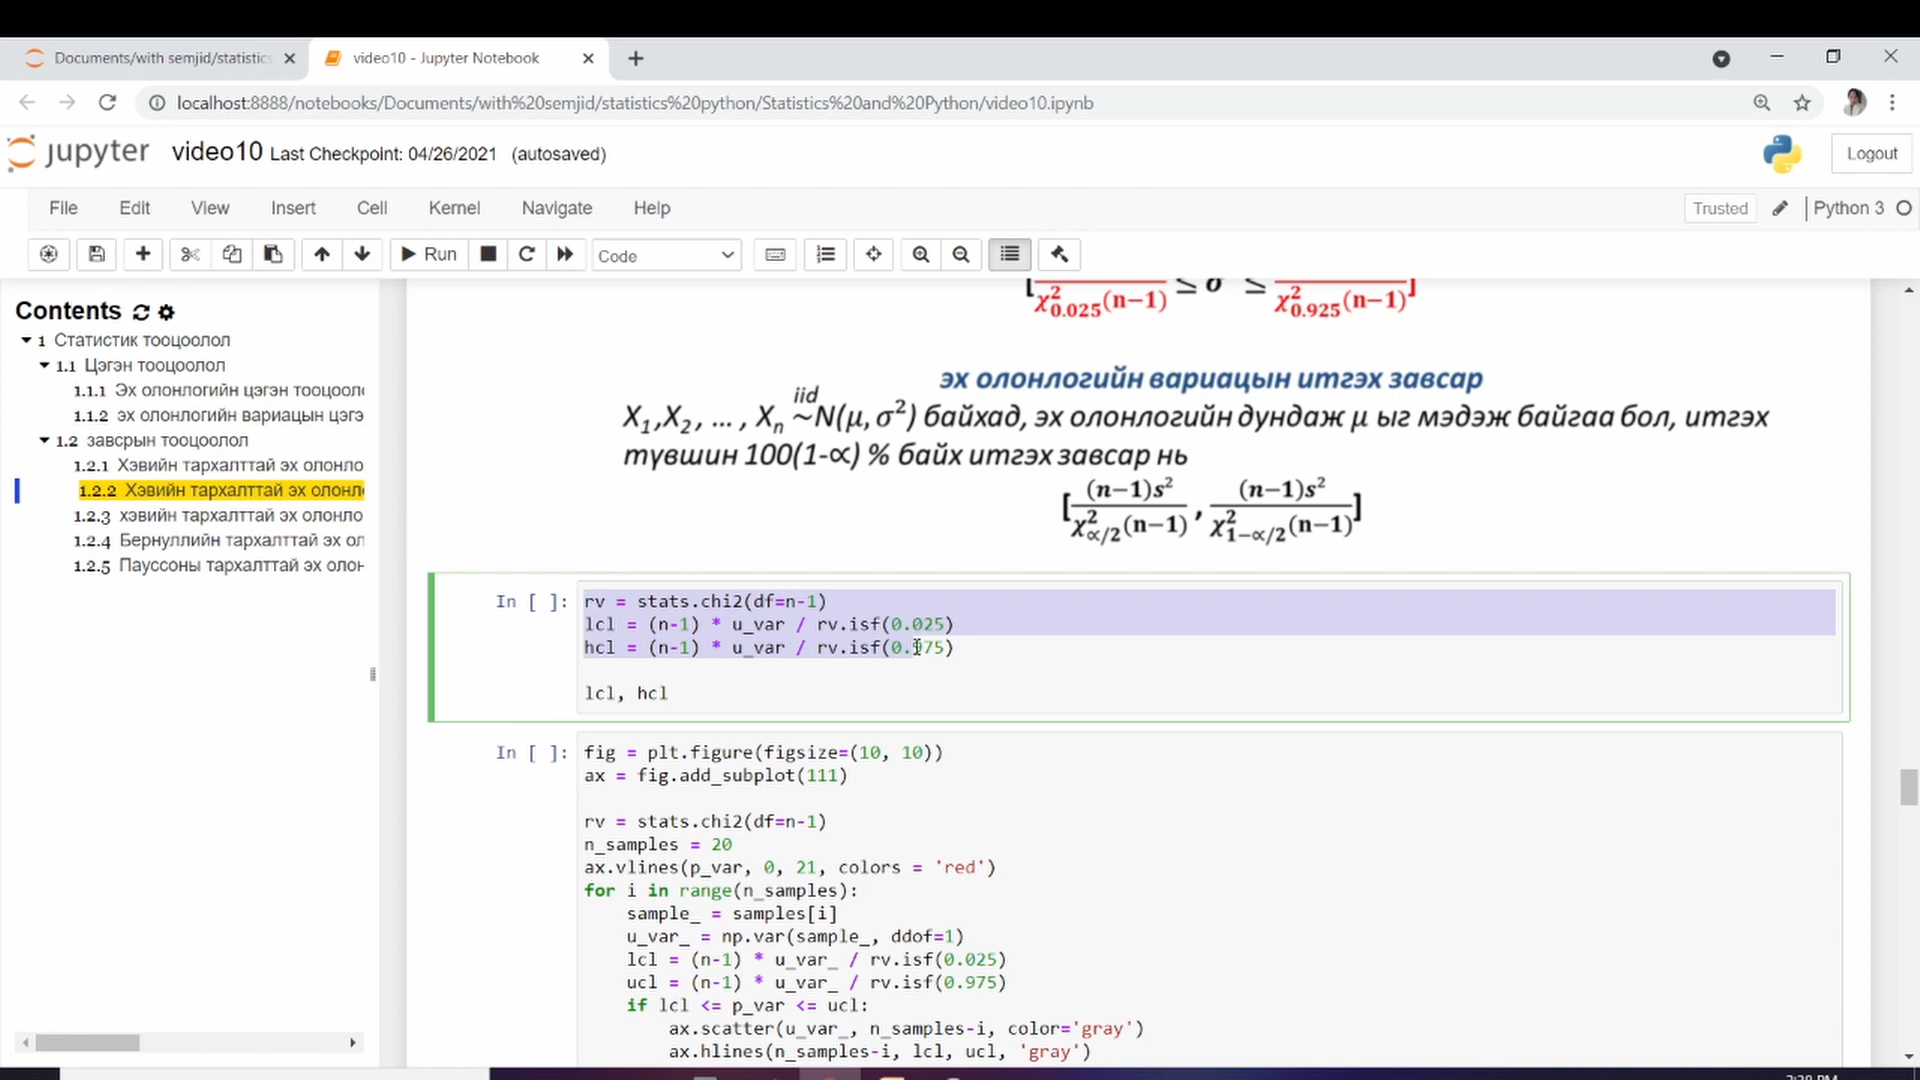 Documents/with semjid/statistics
video10 - Jupyter Notebook
localhost:8888/notebooks/Documents/with%20semjid/statistics%20python/Statistics%20and%20Python/video10.ipynb
jupyter video10 Last Checkpoint: 04/26/2021 (autosaved)
Logout
File Edit View Insert Cell Kernel Navigate Help
Trusted
Python 3
Run
Code
Contents
1 Статистик тооцоолол
1.1 Цэгэн тооцоолол
1.1.1 Эх олонлогийн цэгэн тооцоол
1.1.2 эх олонлогийн вариацын цэгэ
1.2 завсрын тооцоолол
1.2.1 Хэвийн тархалттай эх олонло
1.2.2 Хэвийн тархалттай эх олонл
1.2.3 хэвийн тархалттай эх олонло
1.2.4 Бернуллийн тархалттай эх ол
1.2.5 Пауссоны тархалттай эх олон
[ χ²0.025(n−1) ≤ σ ≤ χ²0.925(n−1) ]
эх олонлогийн вариацын итгэх завсар
iid
X1,X2, ... , Xn ~N(μ, σ²) байхад, эх олонлогийн дундаж μ ыг мэдэж байгаа бол, итгэх
түвшин 100(1-∝) % байх итгэх завсар нь
[ (n−1)s² / χ²∝/2(n−1) , (n−1)s² / χ²1−∝/2(n−1) ]
In [ ]:
rv = stats.chi2(df=n-1)
lcl = (n-1) * u_var / rv.isf(0.025)
hcl = (n-1) * u_var / rv.isf(0.975)
lcl, hcl
In [ ]:
fig = plt.figure(figsize=(10, 10))
ax = fig.add_subplot(111)
rv = stats.chi2(df=n-1)
n_samples = 20
ax.vlines(p_var, 0, 21, colors = 'red')
for i in range(n_samples):
sample_ = samples[i]
u_var_ = np.var(sample_, ddof=1)
lcl = (n-1) * u_var_ / rv.isf(0.025)
ucl = (n-1) * u_var_ / rv.isf(0.975)
if lcl <= p_var <= ucl:
ax.scatter(u_var_, n_samples-i, color='gray')
ax.hlines(n_samples-i, lcl, ucl, 'gray')